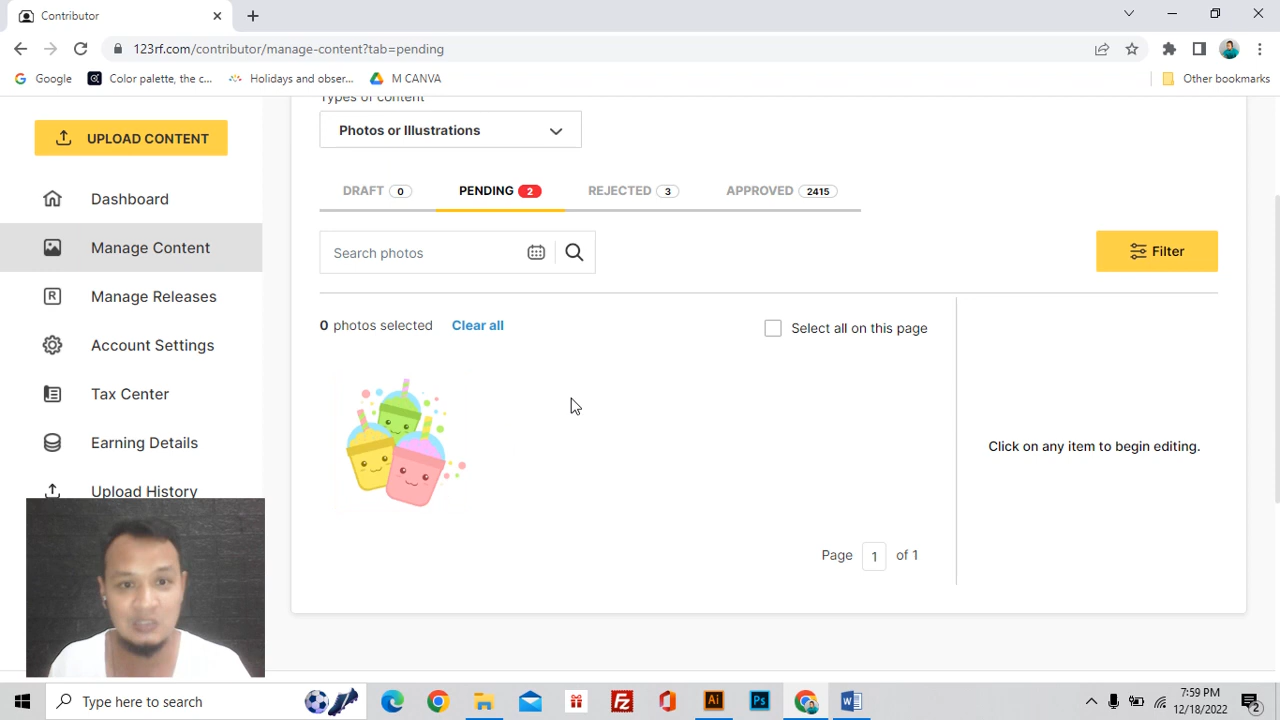 Contributor
123rf.com/contributor/manage-content?tab=pending
Google
Color palette, the c...
Holidays and obser...
M CANVA
Other bookmarks
UPLOAD CONTENT
Dashboard
Manage Content
Manage Releases
Account Settings
Tax Center
Earning Details
Upload History
Types of content
Photos or Illustrations
DRAFT 0
PENDING 2
REJECTED 3
APPROVED 2415
Search photos
Filter
0 photos selected
Clear all
Select all on this page
Click on any item to begin editing.
Page 1 of 1
Type here to search
Ai
Ps
7:59 PM
12/18/2022
2